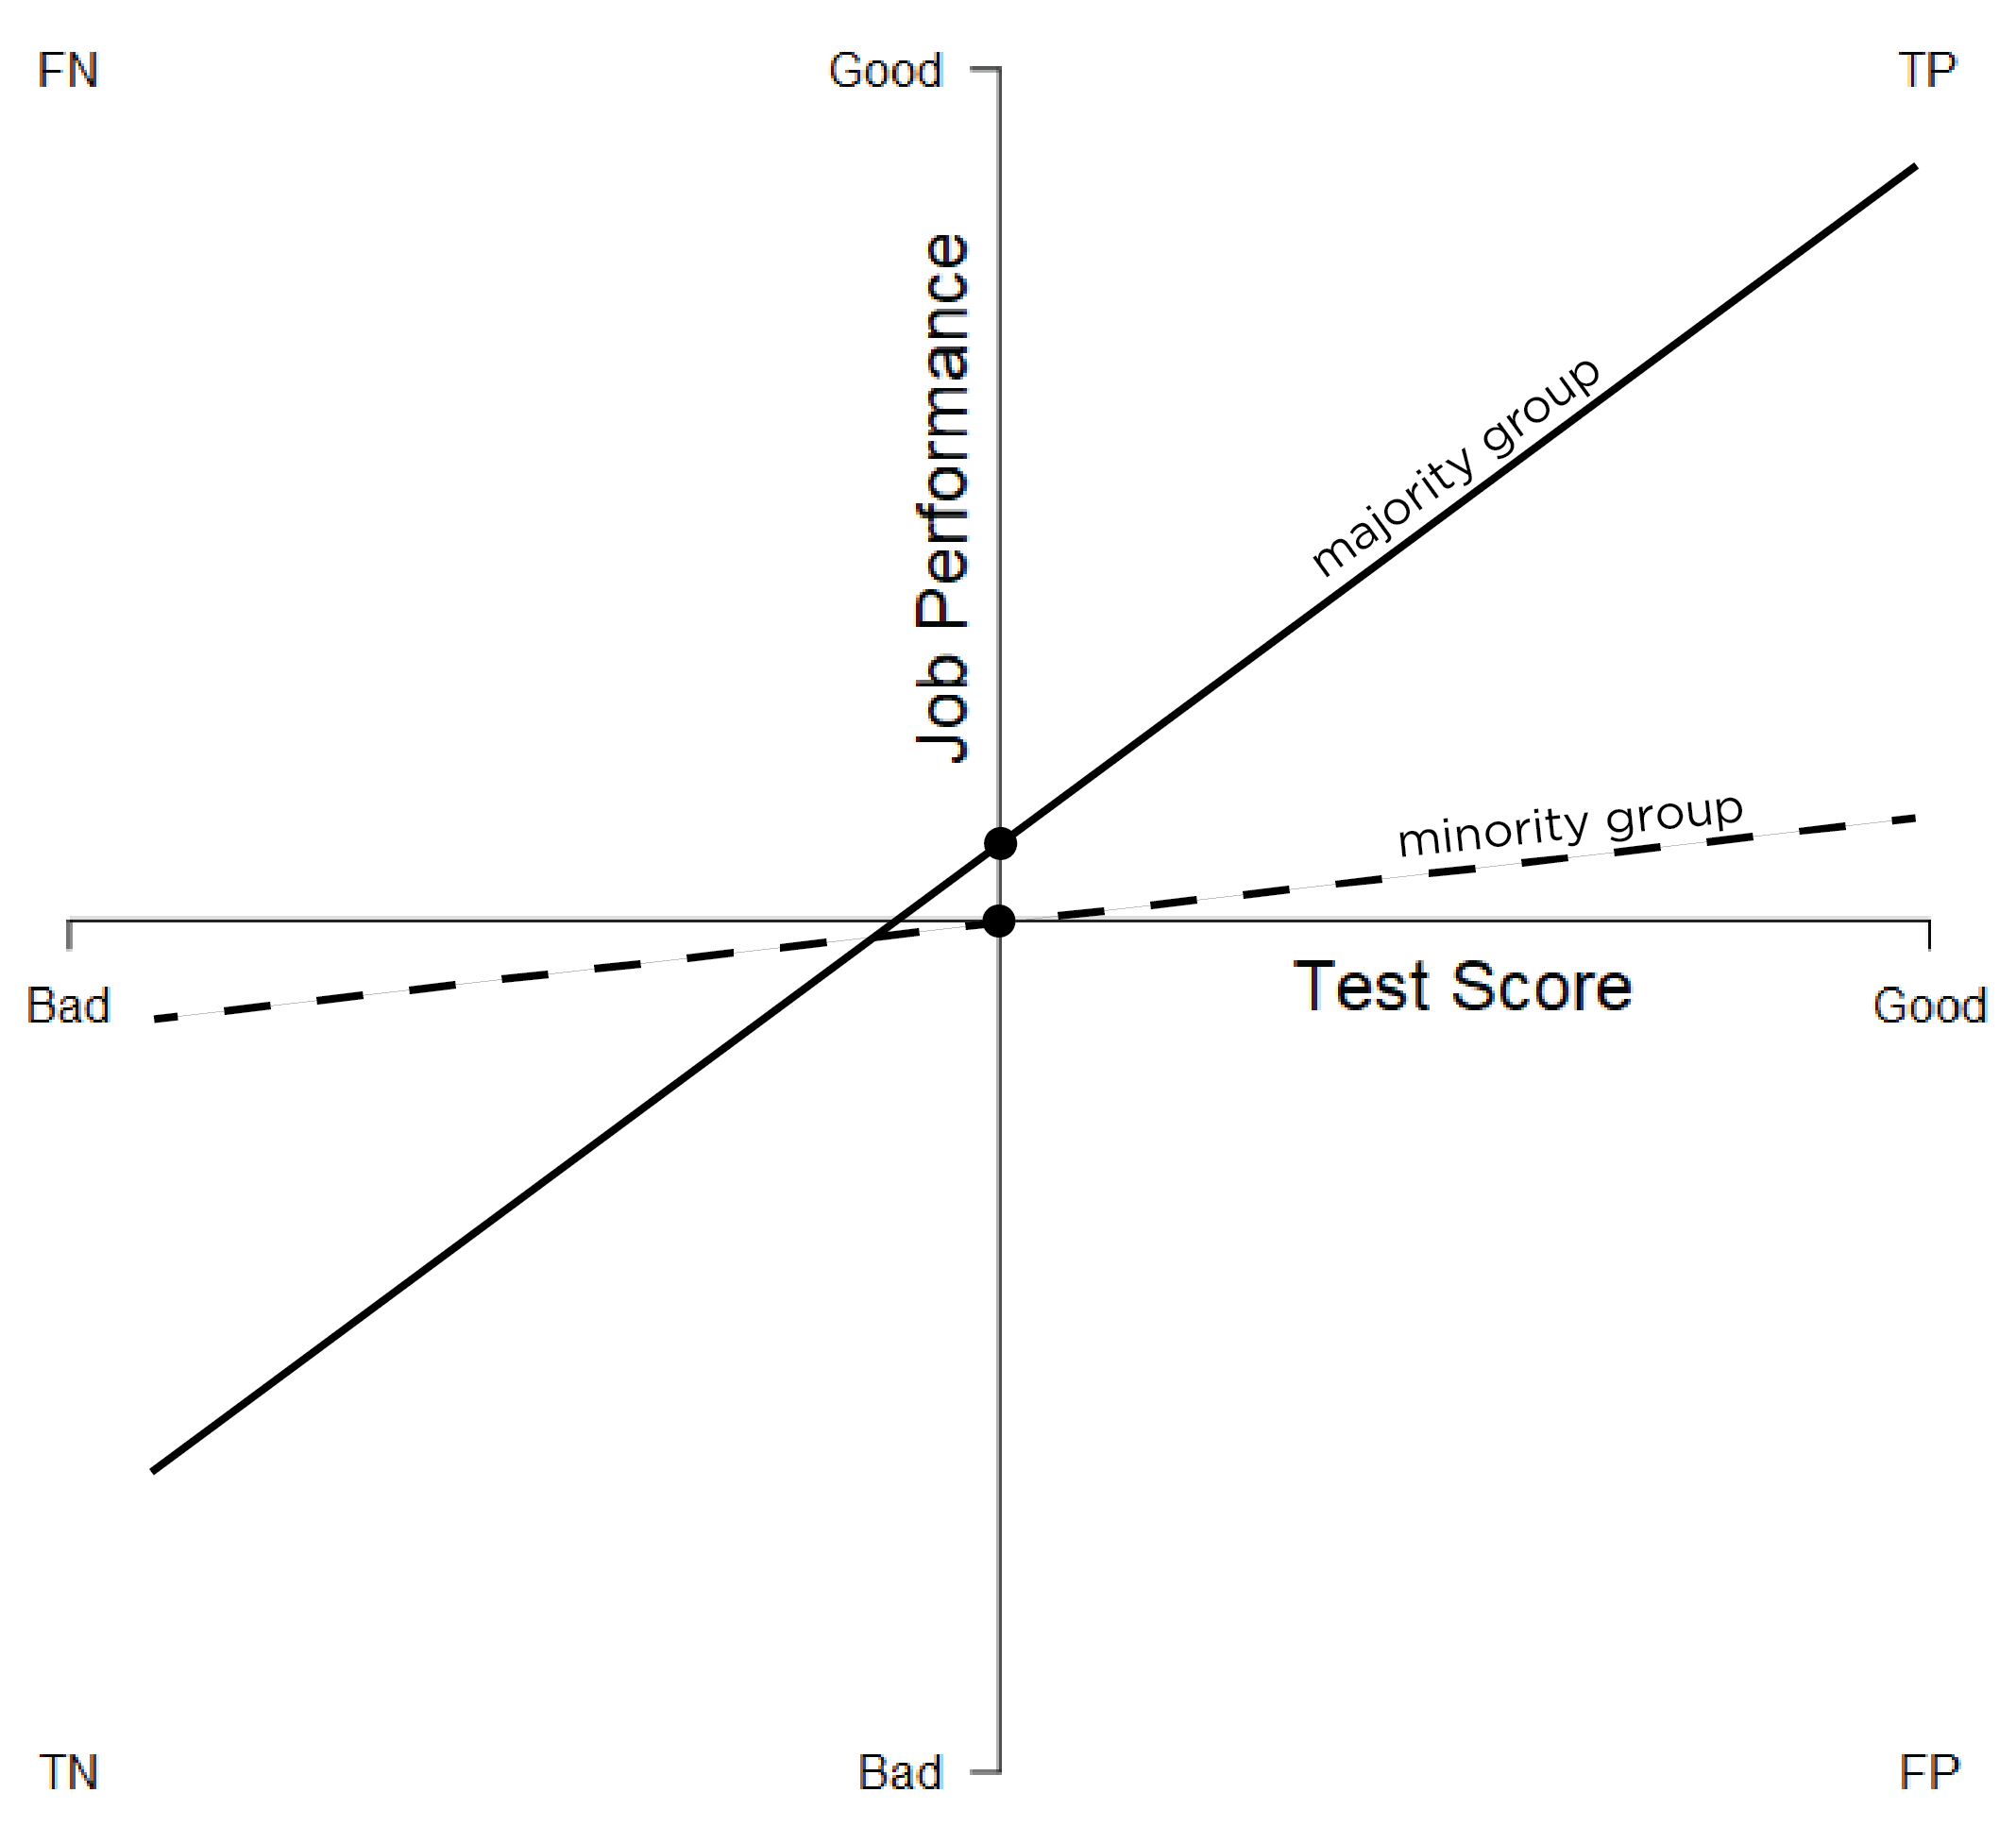 FN
Good
TP
Job Performance
majority group
minority group
Bad
Test Score
Good
TN
Bad
FP